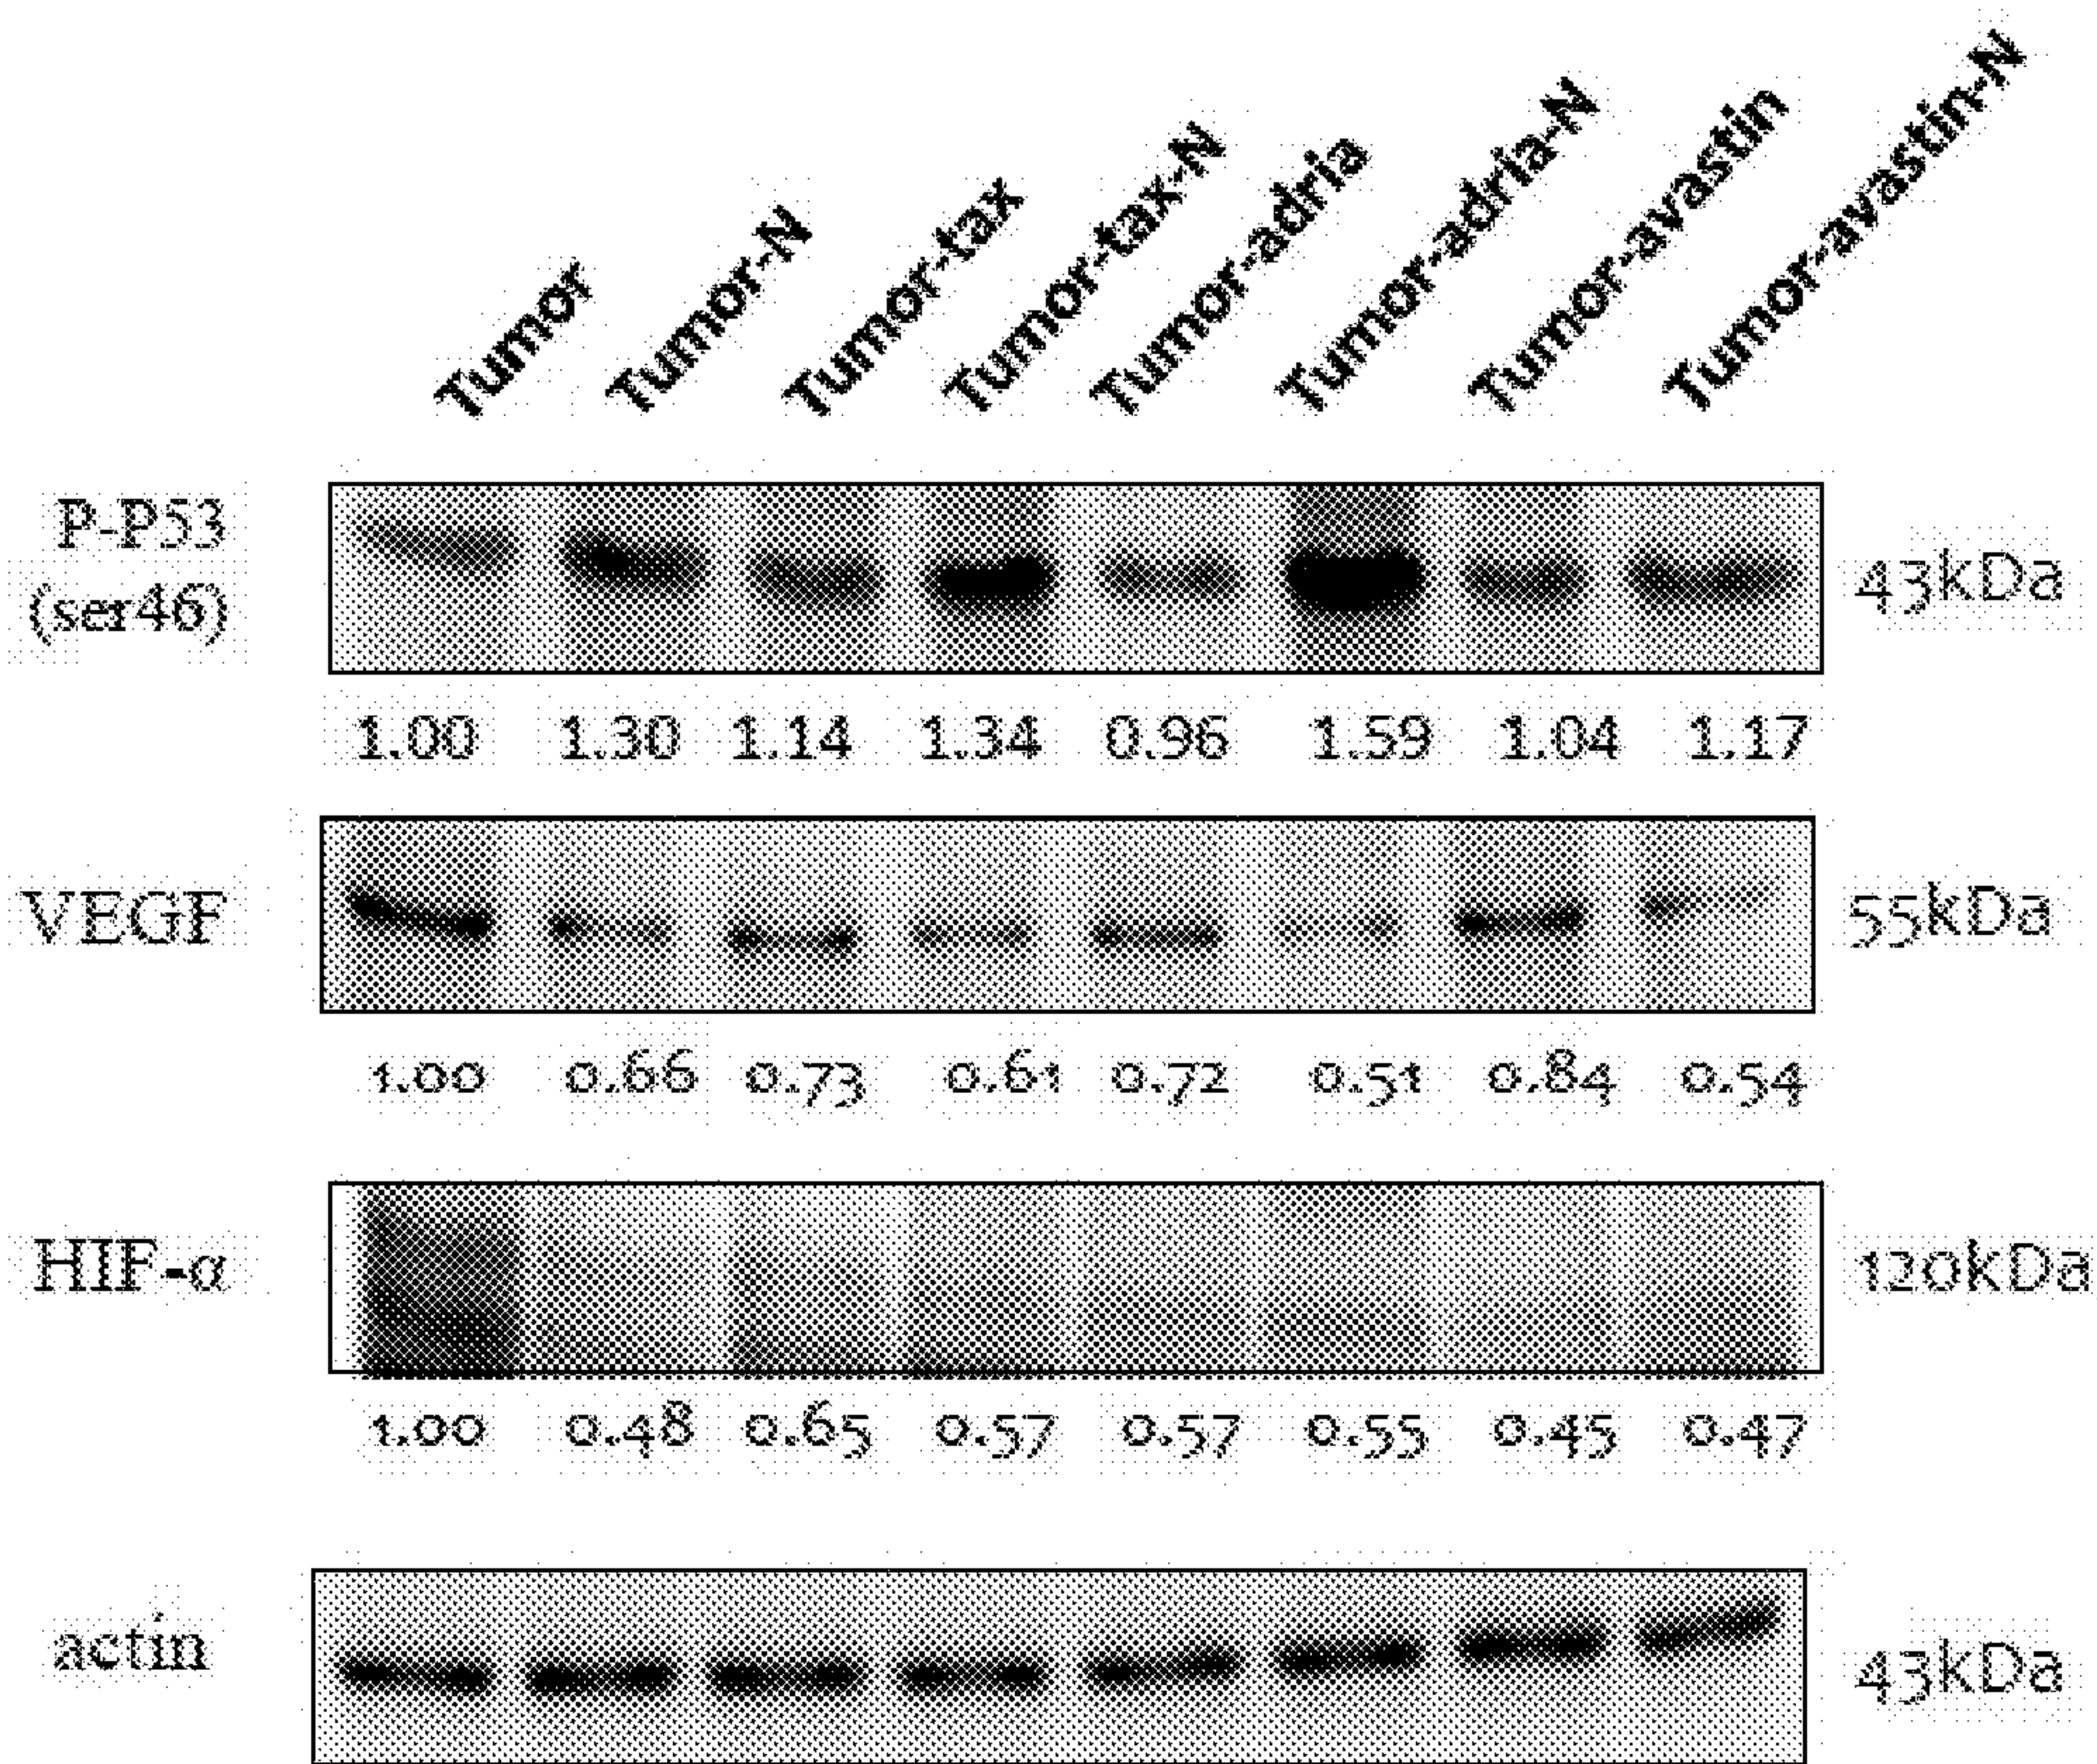 Tumor
Tumor-N
Tumor-tax
Tumor-tax-N
Tumor-adria
Tumor-adria-N
Tumor-avastin
Tumor-avastin-N
P-P53
(ser46)
43kDa
1.00 1.30 1.14 1.34 0.96 1.59 1.04 1.17
VEGF
55kDa
1.00 0.66 0.73 0.61 0.72 0.51 0.84 0.54
HIF-α
120kDa
1.00 0.48 0.65 0.57 0.57 0.55 0.45 0.47
actin
43kDa